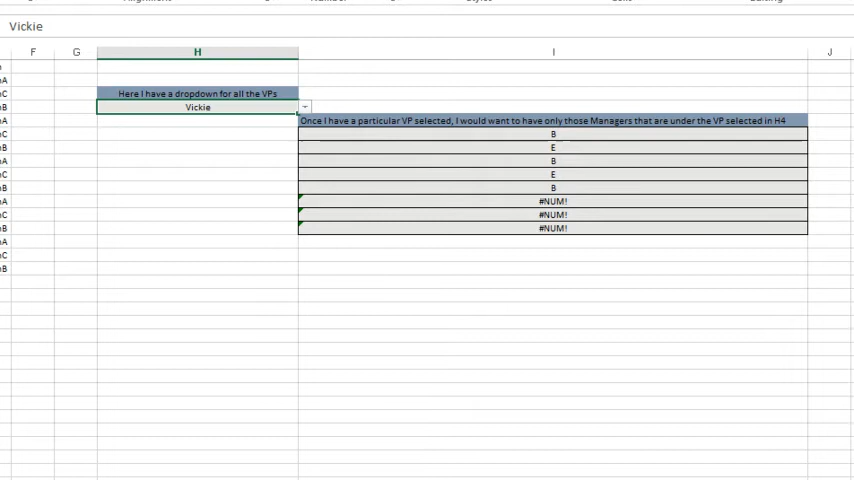 Vickie
F G H I J
A
Here I have a dropdown for all the VPs
C
Vickie
B
Once I have a particular VP selected, I would want to have only those Managers that are under the VP selected in H4
A
B
C
E
B
B
A
E
C
B
B
#NUM!
A
#NUM!
C
#NUM!
B
A
C
B